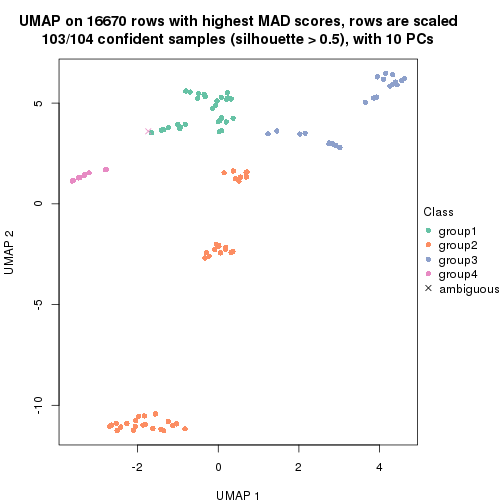 UMAP on 16670 rows with highest MAD scores, rows are scaled
103/104 confident samples (silhouette > 0.5), with 10 PCs
UMAP 2
5
0
-5
-10
-2
0
2
4
UMAP 1
Class
group1
group2
group3
group4
ambiguous